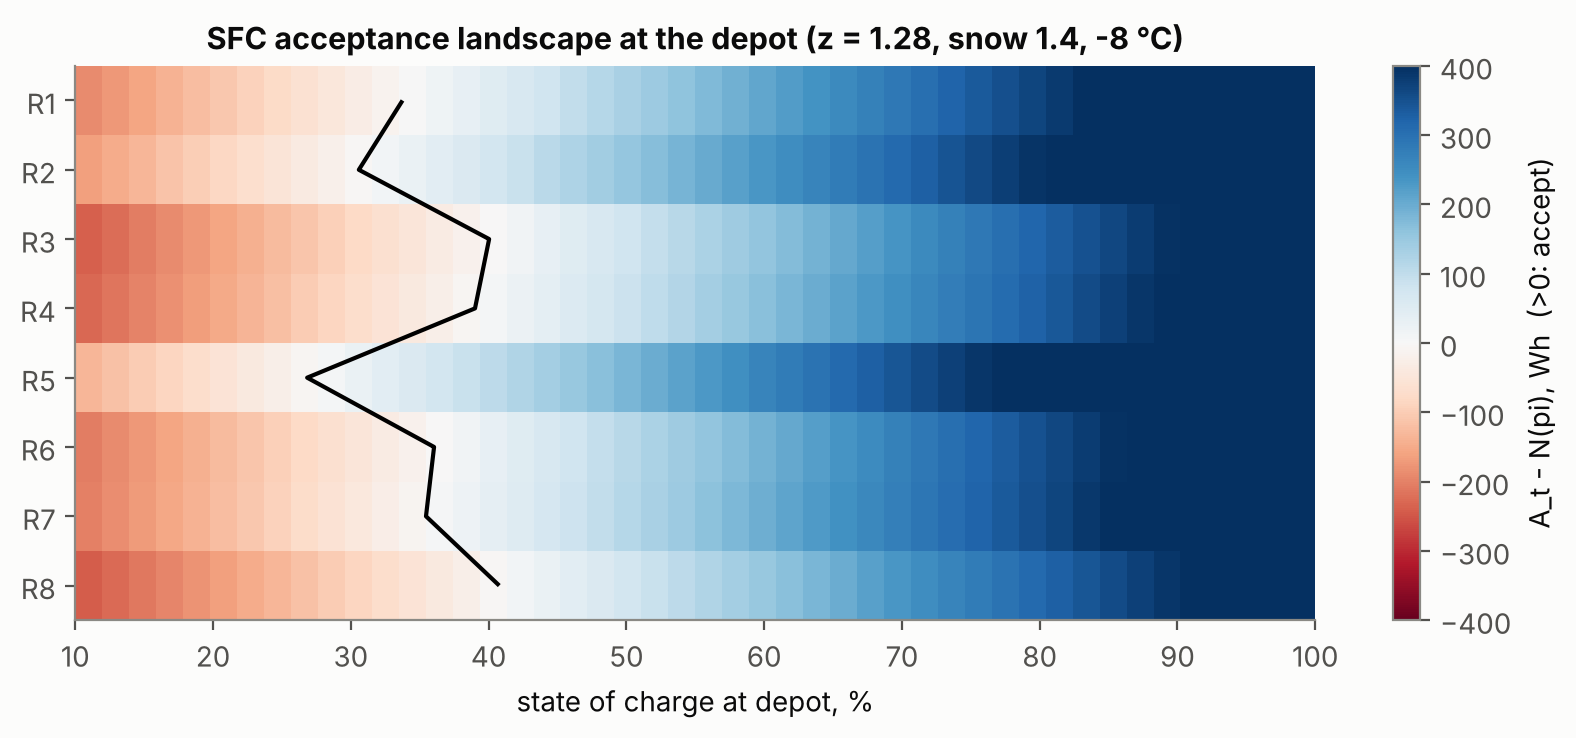 SFC acceptance landscape at the depot (z = 1.28, snow 1.4, -8 °C)
R1
R2
R3
R4
R5
R6
R7
R8
10 20 30 40 50 60 70 80 90 100
state of charge at depot, %
400
300
200
100
0
−100
−200
−300
−400
A_t - N(pi), Wh (>0: accept)